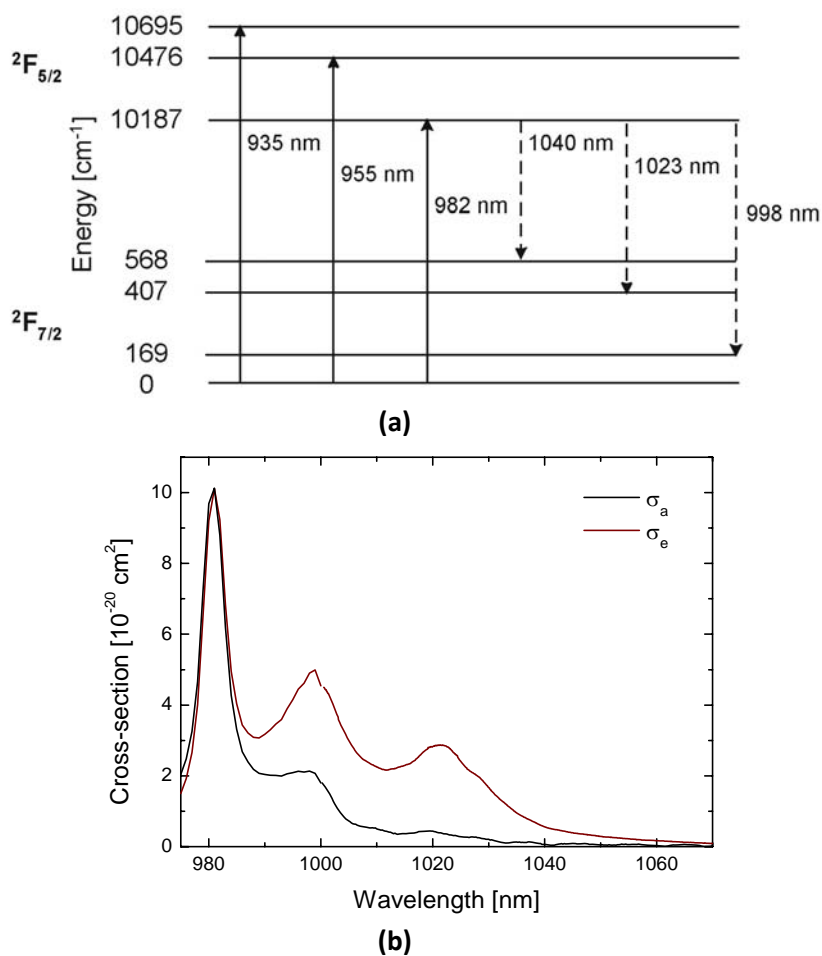 10695
²F₅/₂
10476
10187
Energy [cm⁻¹]
935 nm
955 nm
982 nm
1040 nm
1023 nm
998 nm
568
407
²F₇/₂
169
0
(a)
10
8
6
4
2
0
Cross-section [10⁻²⁰ cm²]
σₐ
σₑ
980 1000 1020 1040 1060
Wavelength [nm]
(b)